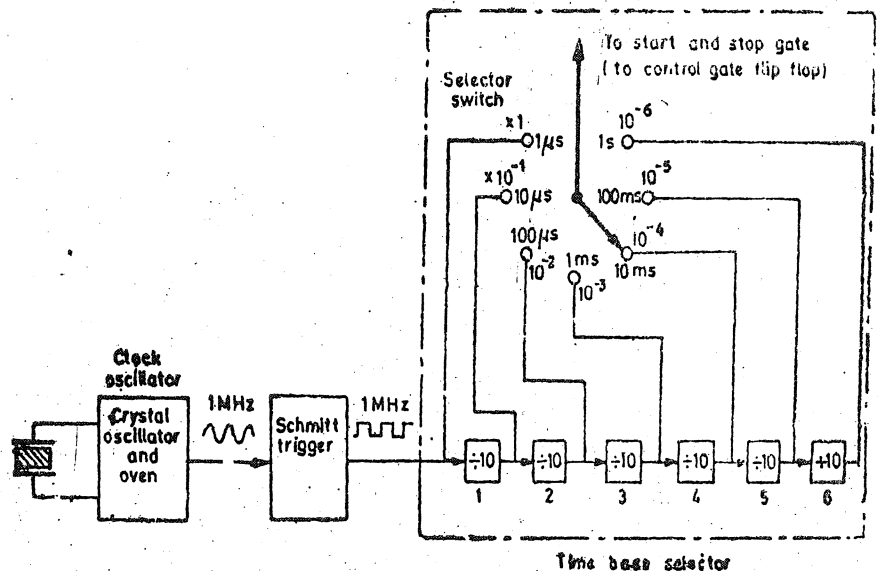 To start and stop gate
(to control gate flip flop)
Selector
switch
×1
1μs
10⁻⁶
1s
×10⁻¹
10μs
10⁻⁵
100ms
100μs
10⁻²
1ms
10⁻³
10⁻⁴
10ms
Clock
oscillator
Crystal
oscillator
and
oven
1MHz
Schmitt
trigger
1MHz
÷10
÷10
÷10
÷10
÷10
÷10
1
2
3
4
5
6
Time base selector